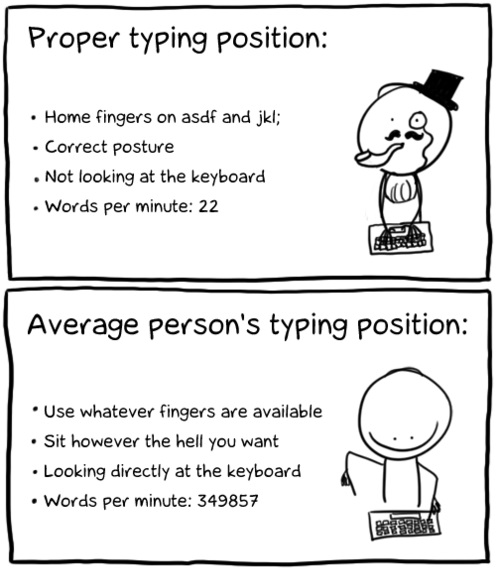 Proper typing position:
• Home fingers on asdf and jkl;
• Correct posture
• Not looking at the keyboard
• Words per minute: 22
Average person's typing position:
• Use whatever fingers are available
• Sit however the hell you want
• Looking directly at the keyboard
• Words per minute: 349857